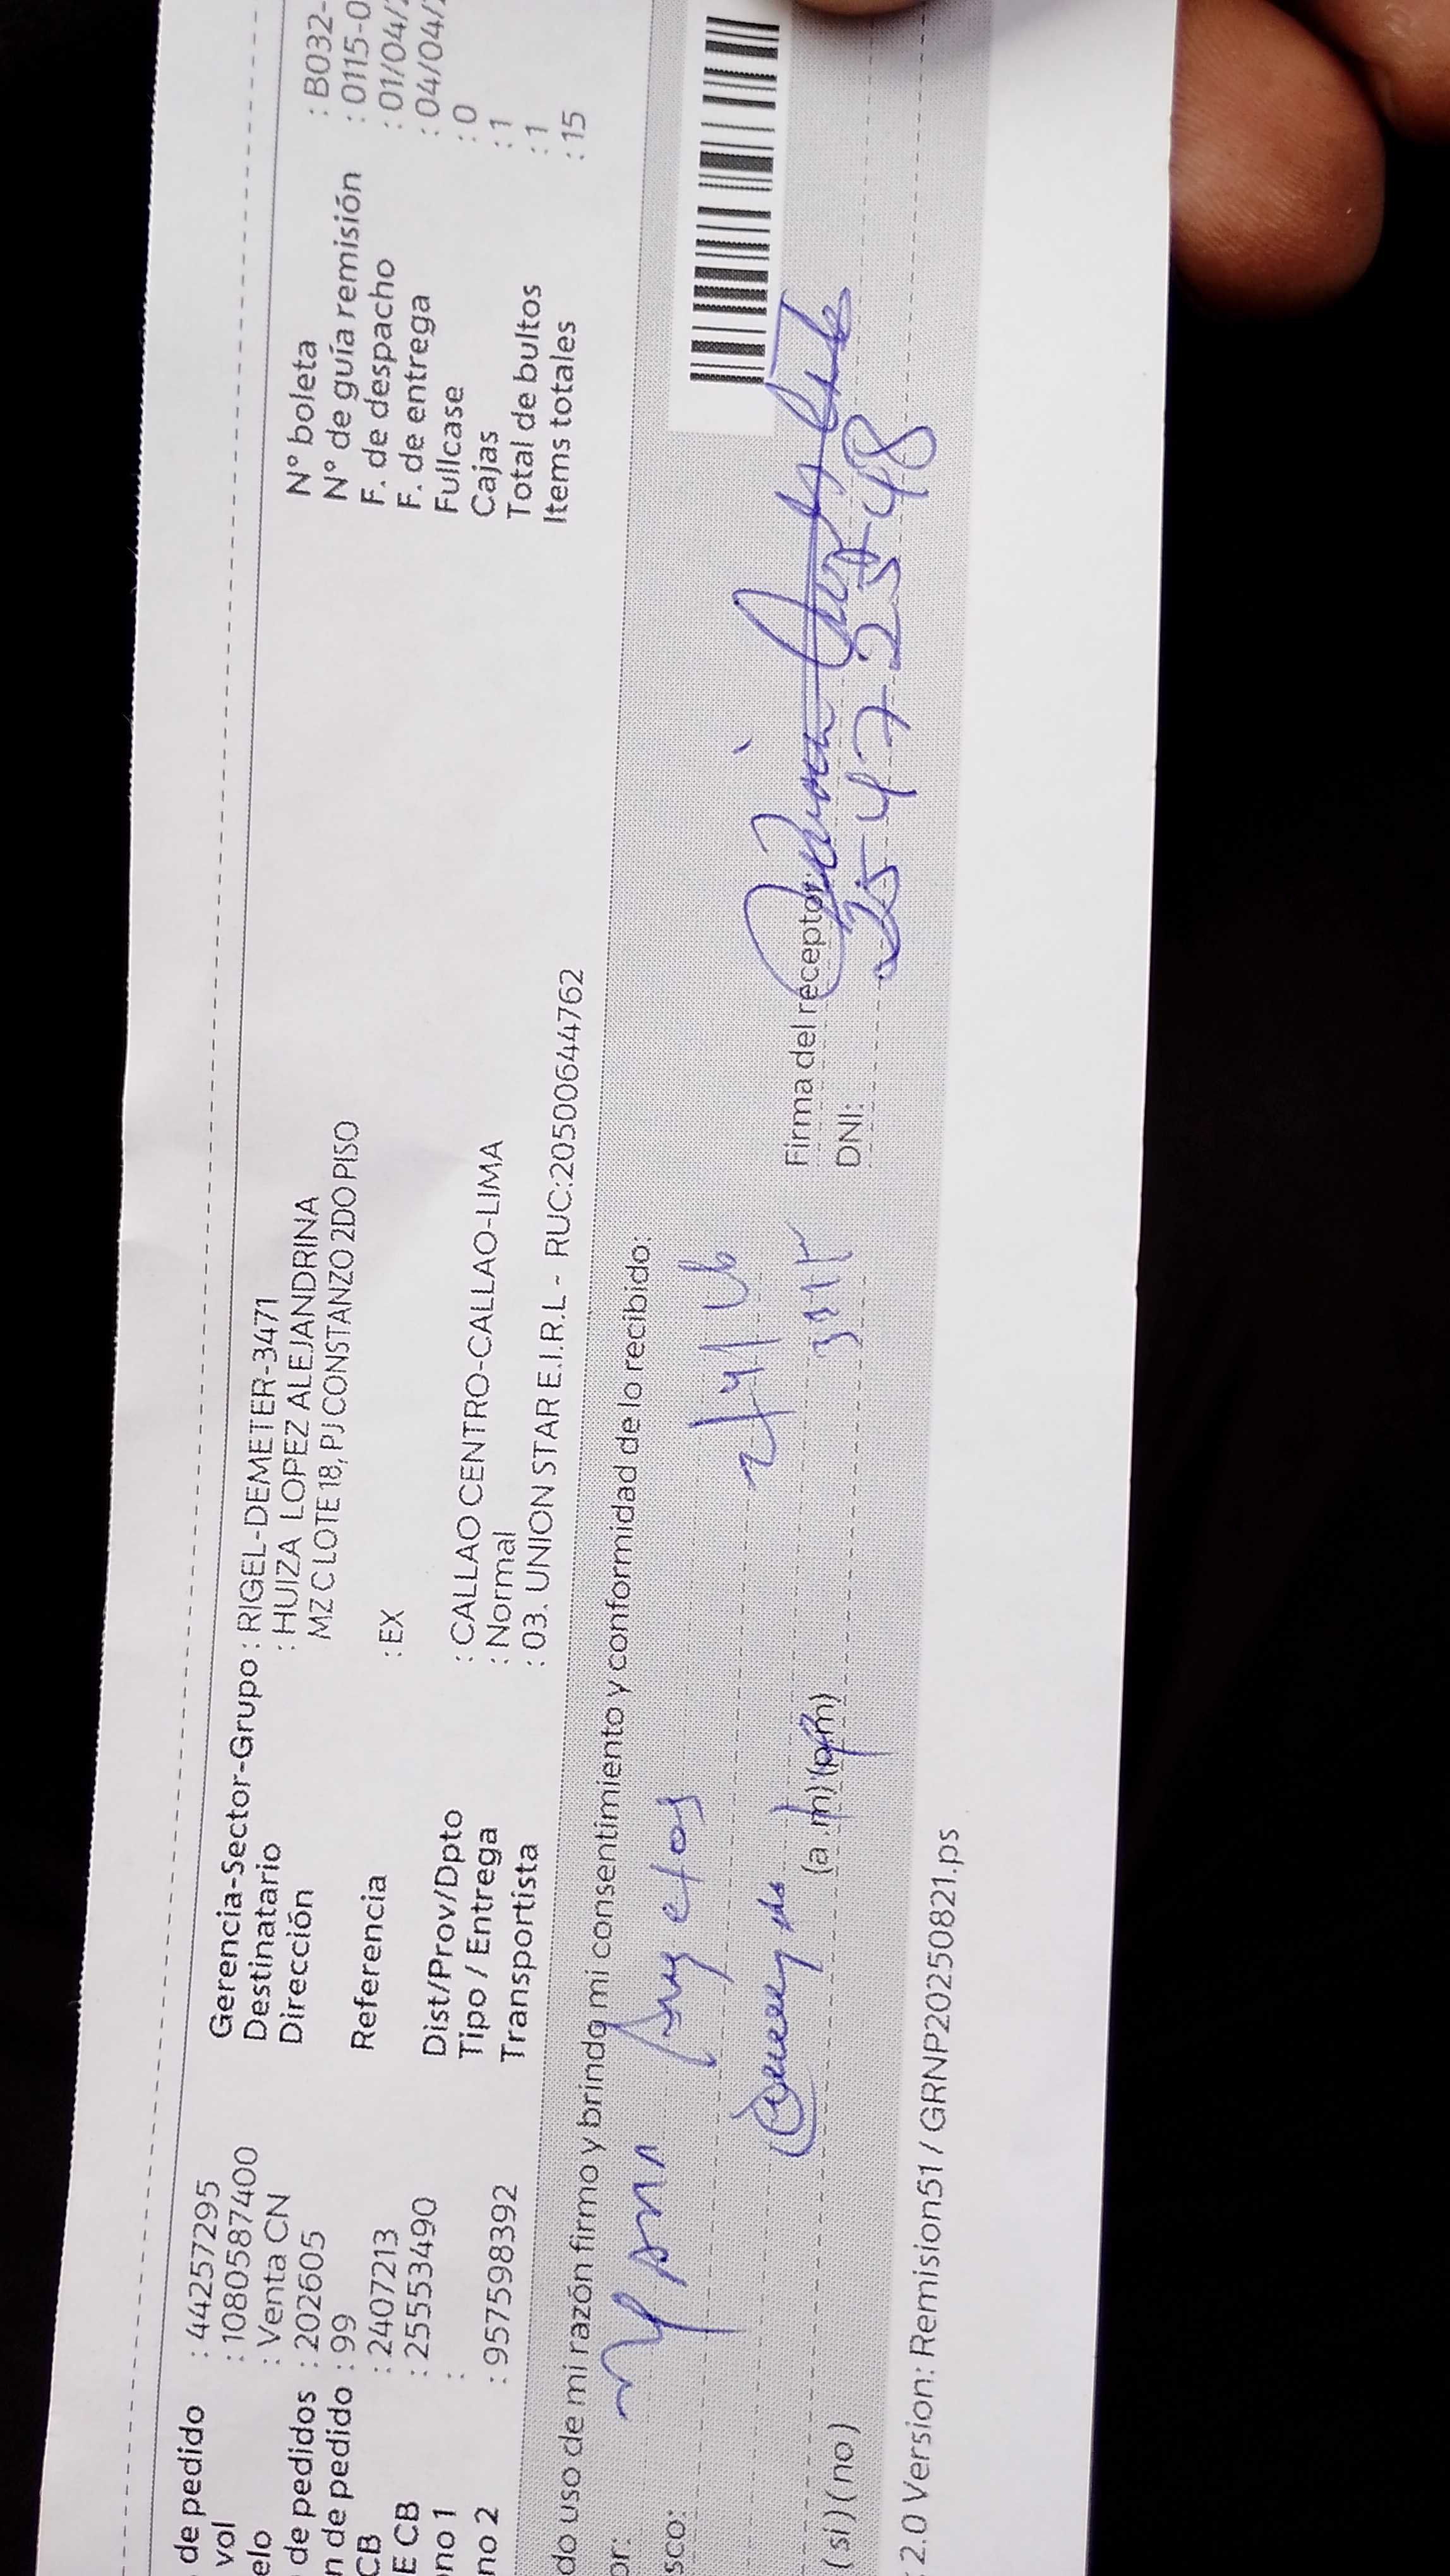 de pedido : 44257295
vol : 10805587400
elo : Venta CN
de pedidos : 202605
n de pedido : 99
CB : 2407213
E CB : 25553490
no 1 :
no 2 : 957598392
Gerencia-Sector-Grupo : RIGEL-DEMETER-3471
Destinatario : HUIZA LOPEZ ALEJANDRINA
Dirección MZ C LOTE 18, PJ CONSTANZO 2DO PISO
Referencia : EX
Dist/Prov/Dpto : CALLAO CENTRO-CALLAO-LIMA
Tipo / Entrega : Normal
Transportista : 03. UNION STAR E.I.R.L - RUC:20500644762
N° boleta : B032-
N° de guía remisión : 0115-0
F. de despacho : 01/04/
F. de entrega : 04/04/
Fullcase : 0
Cajas : 1
Total de bultos : 1
Items totales : 15
do uso de mi razón firmo y brindo mi consentimiento y conformidad de lo recibido:
or:
sco:
(si) (no) (a.m) (pm)
Firma del receptor:
DNI: 25472548
2.0 Version: Remision51 / GRNP20250821.ps